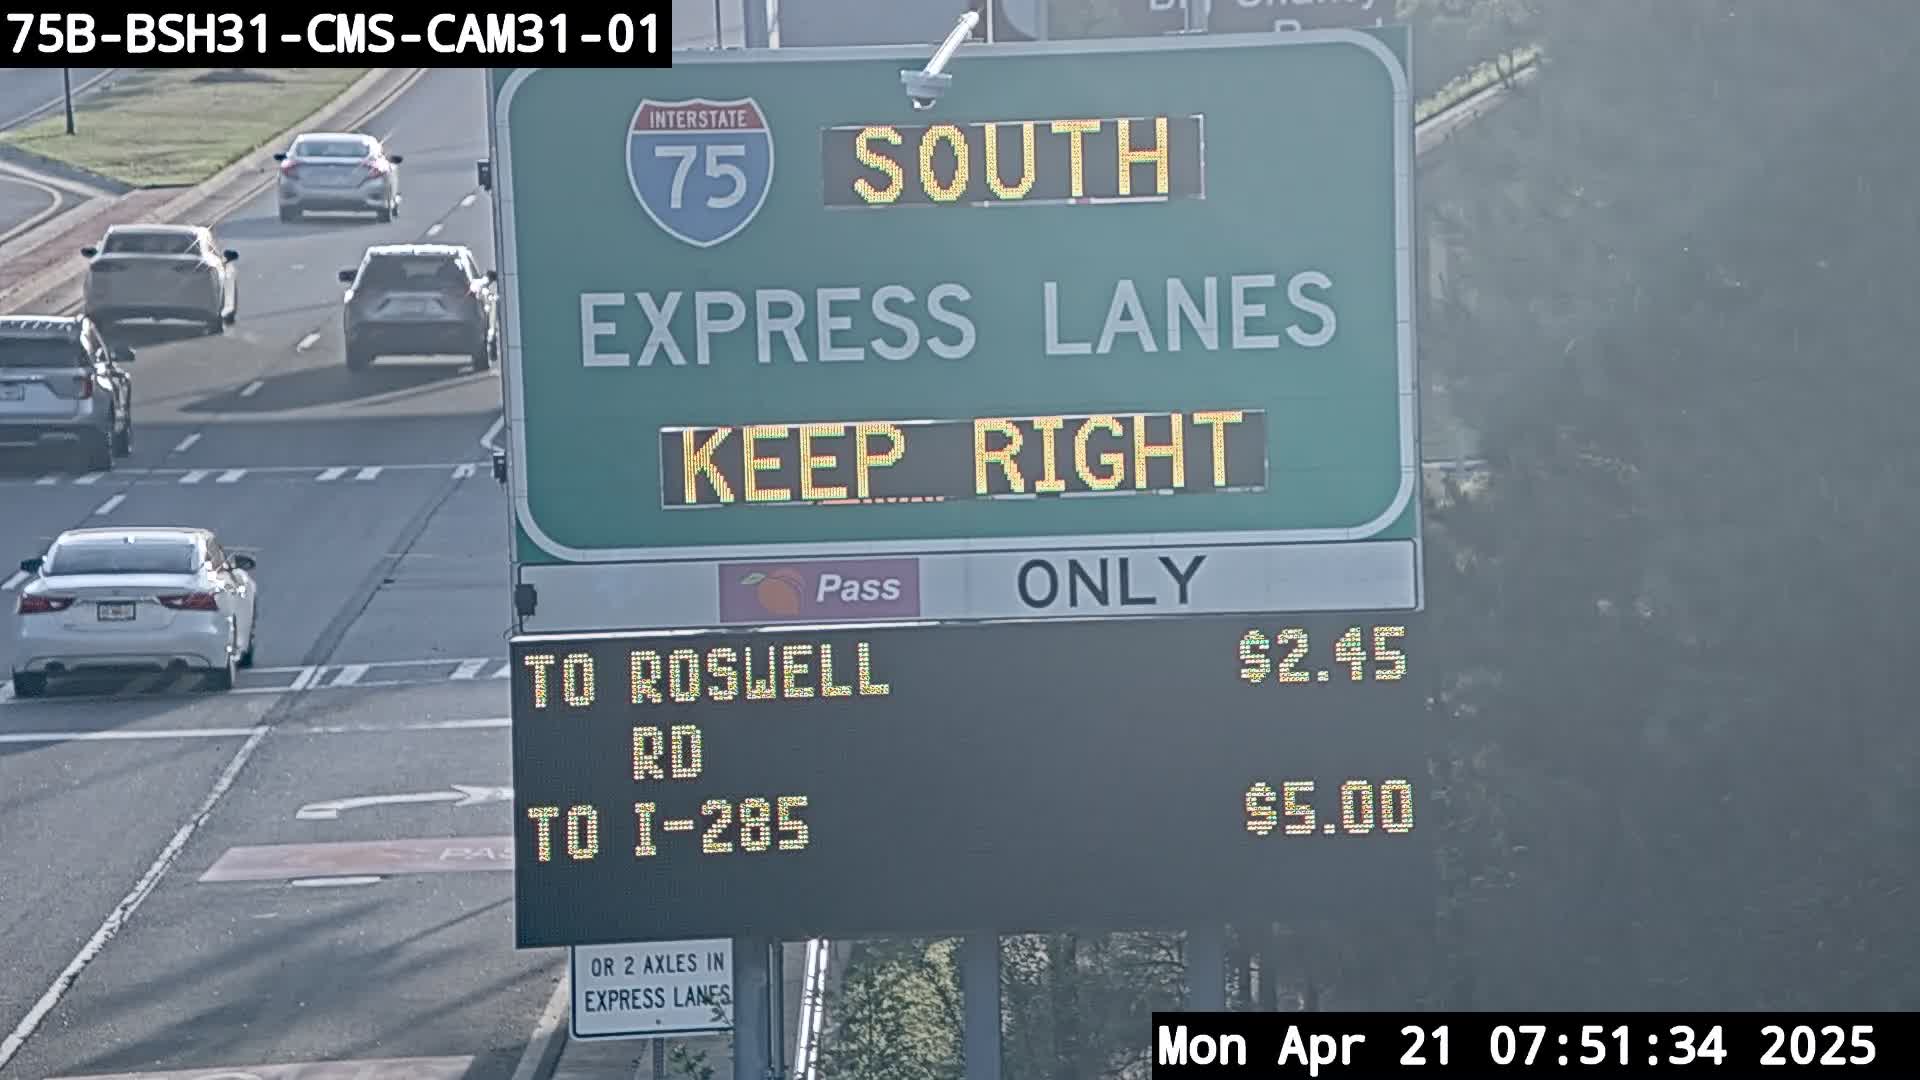 75B-BSH31-CMS-CAM31-01
INTERSTATE
75
SOUTH
EXPRESS LANES
KEEP RIGHT
Pass
ONLY
TO ROSWELL $2.45
RD
TO I-285 $5.00
OR 2 AXLES IN
EXPRESS LANES
Mon Apr 21 07:51:34 2025